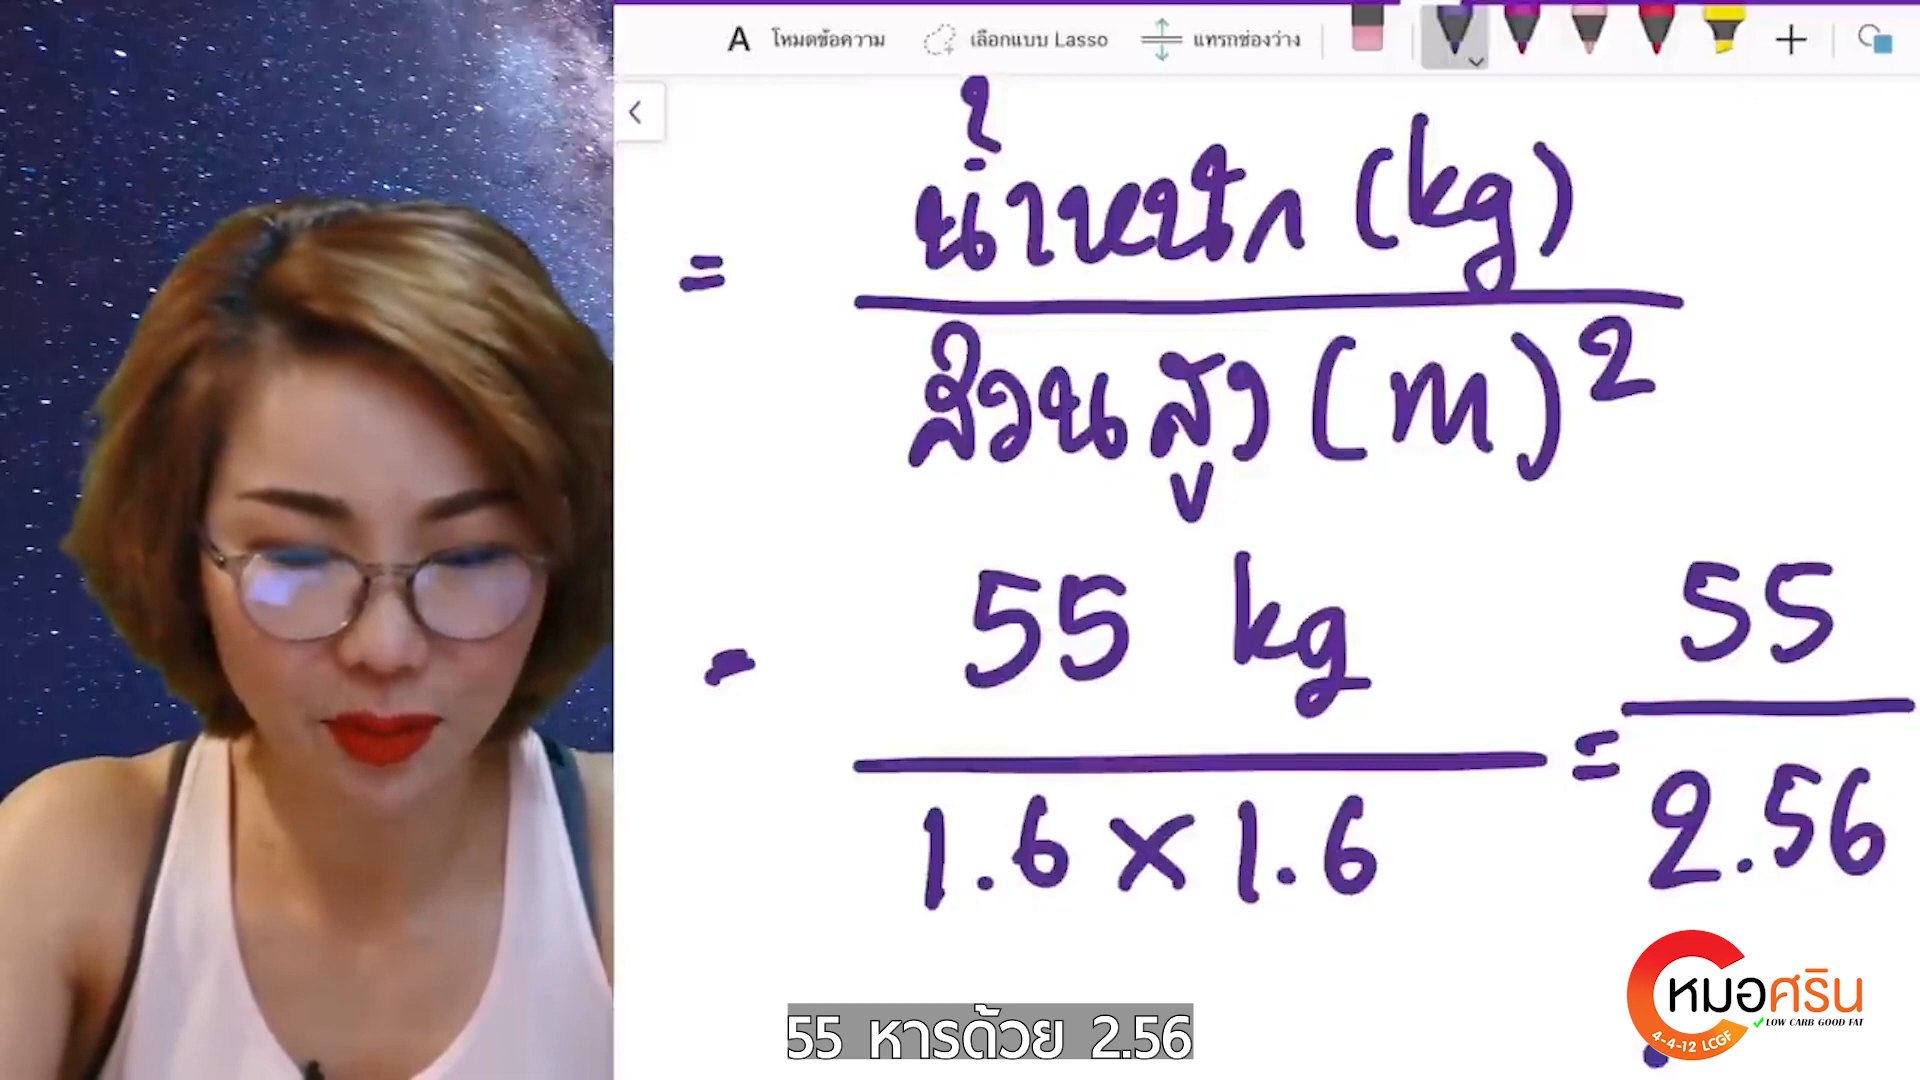 A โหมดข้อความ เลือกแบบ Lasso แทรกช่องว่าง
= น้ำหนัก (kg)
ส่วนสูง (m)²
= 55 kg
1.6 × 1.6
= 55
2.56
หมอศริน
LOW CARB GOOD FAT
4-4-12 LCGF
55 หารด้วย 2.56